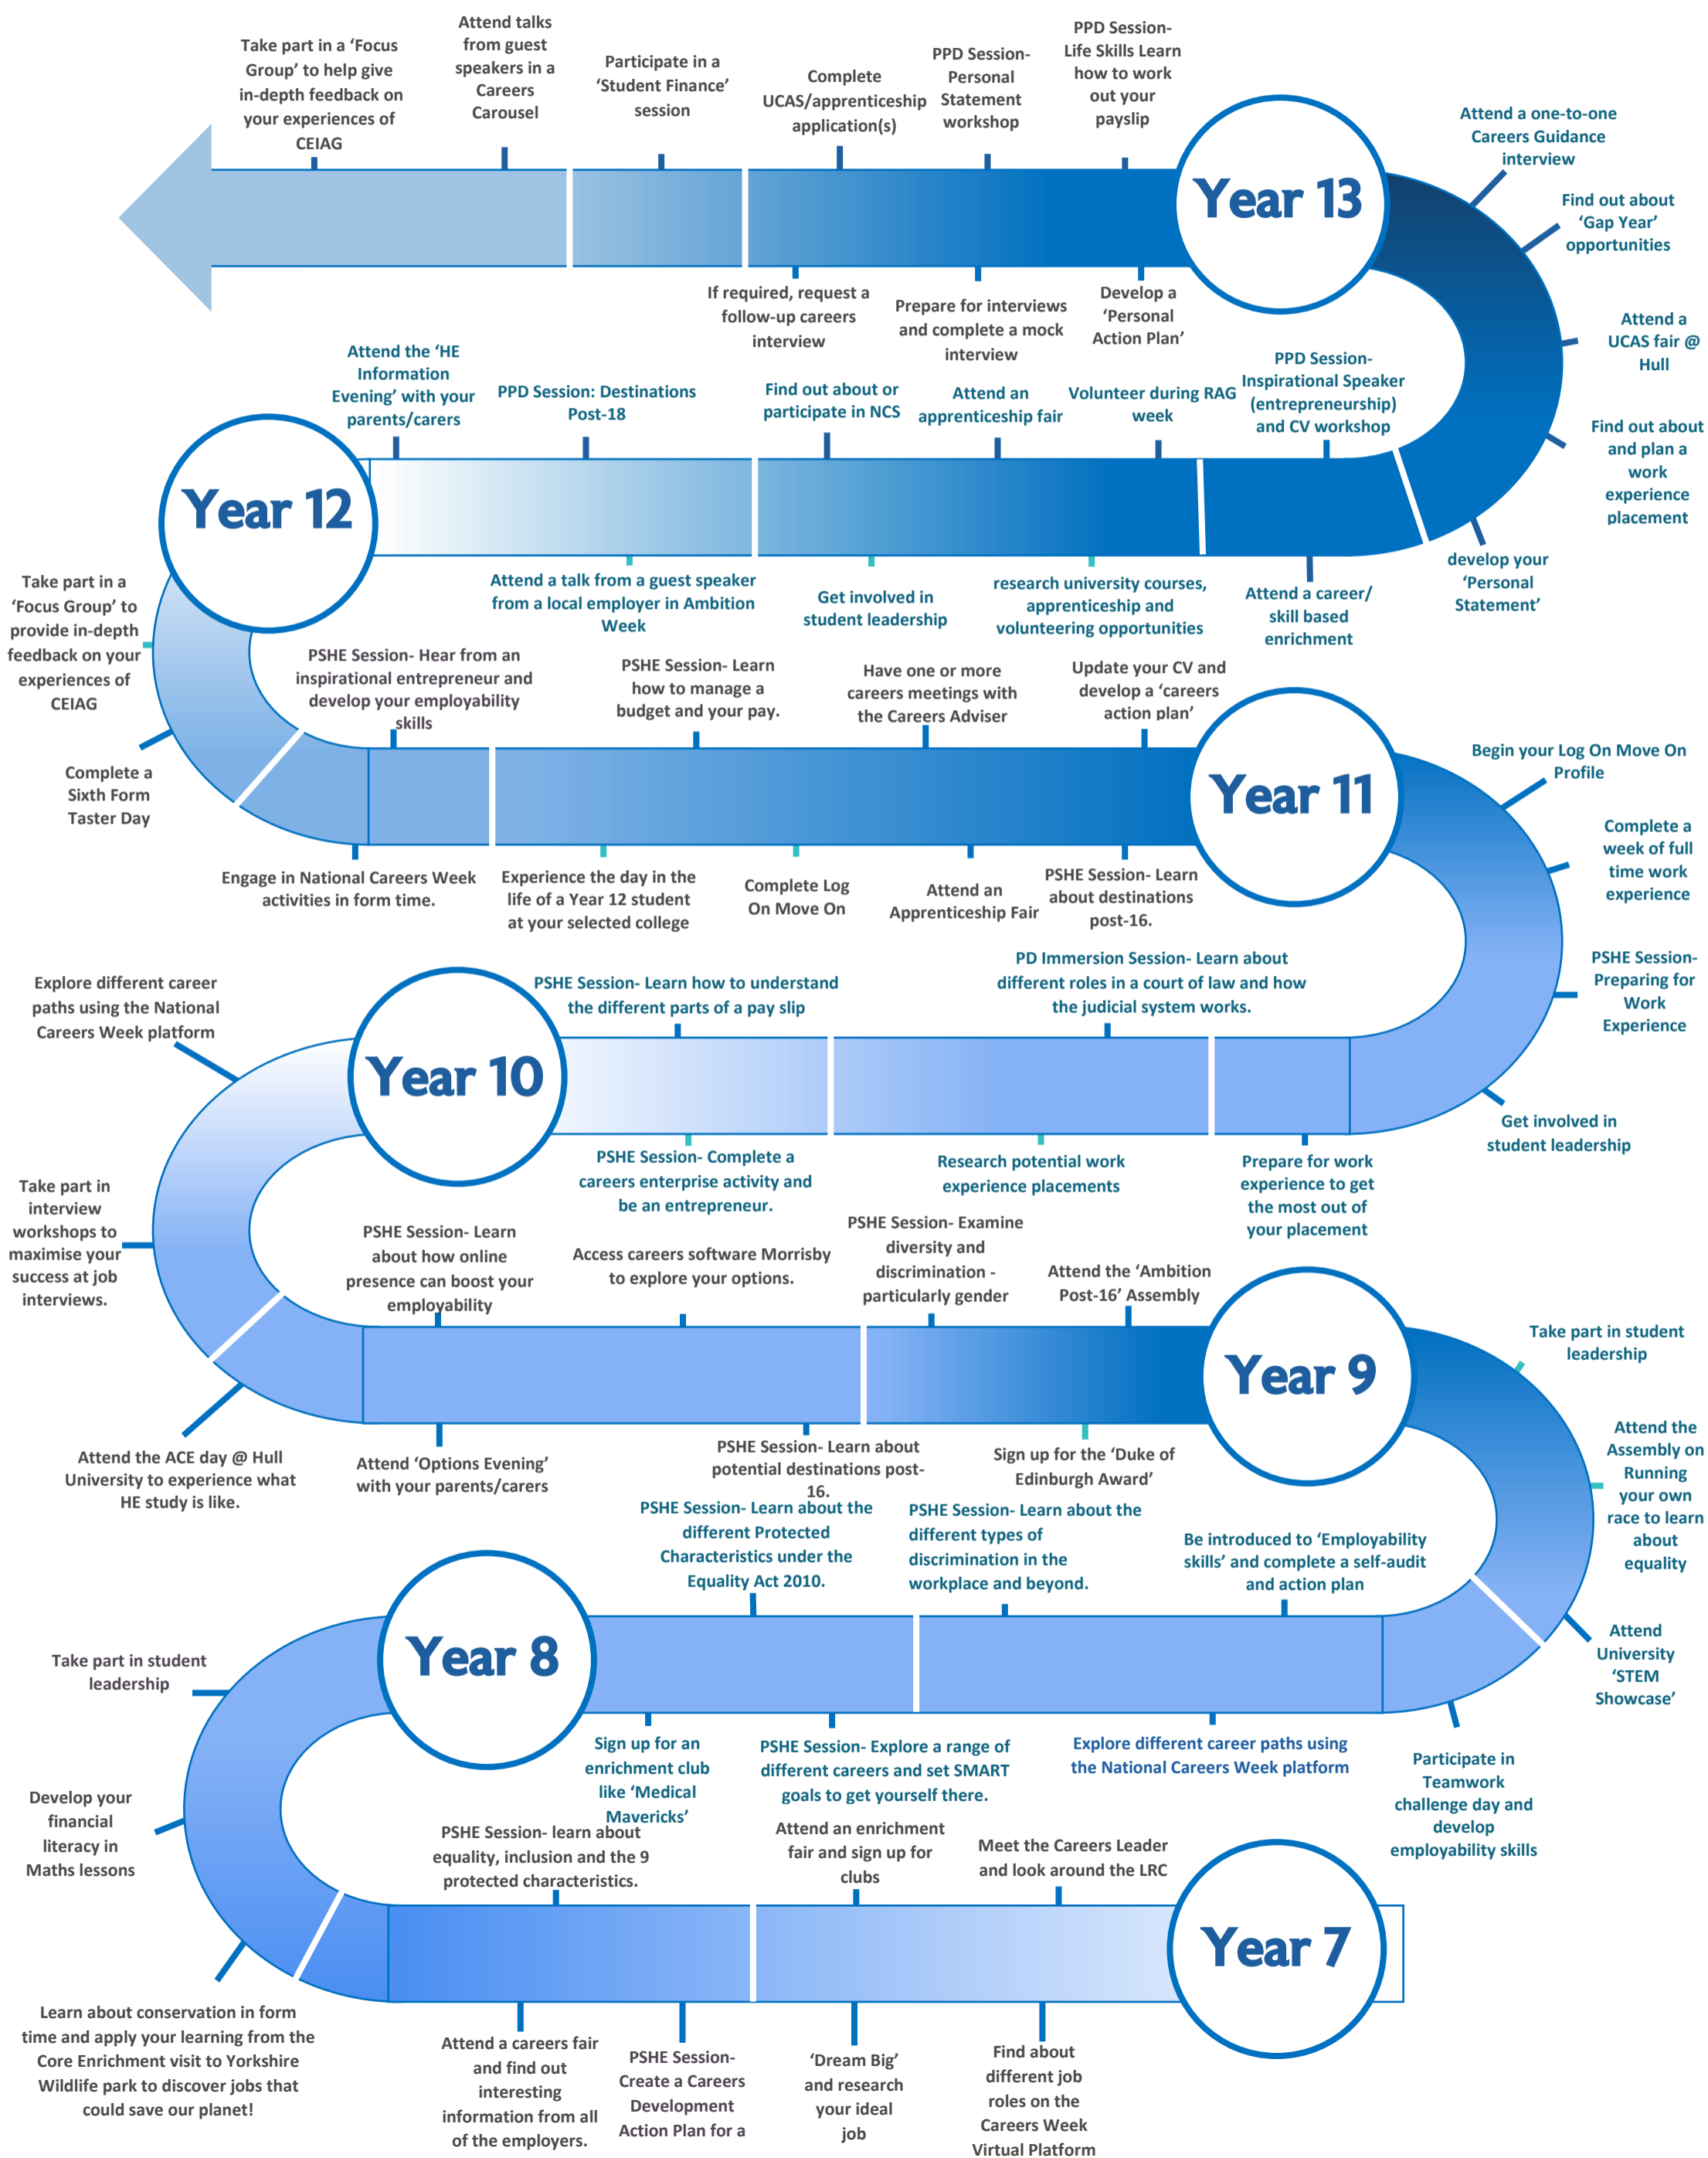 Take part in a ‘Focus
Group’ to help give
in-depth feedback on
your experiences of
CEIAG
Attend talks
from guest
speakers in a
Careers
Carousel
Participate in a
‘Student Finance’
session
Complete
UCAS/apprenticeship
application(s)
PPD Session-
Personal
Statement
workshop
PPD Session-
Life Skills Learn
how to work
out your
payslip
Year 13
Attend a one-to-one
Careers Guidance
interview
Find out about
‘Gap Year’
opportunities
Attend a
UCAS fair @
Hull
Find out about
and plan a
work
experience
placement
develop your
‘Personal
Statement’
If required, request a
follow-up careers
interview
Prepare for interviews
and complete a mock
interview
Develop a
‘Personal
Action Plan’
Attend the ‘HE
Information
Evening’ with your
parents/carers
PPD Session: Destinations
Post-18
Find out about or
participate in NCS
Attend an
apprenticeship fair
Volunteer during RAG
week
PPD Session-
Inspirational Speaker
(entrepreneurship)
and CV workshop
Year 12
Attend a talk from a guest speaker
from a local employer in Ambition
Week
Get involved in
student leadership
research university courses,
apprenticeship and
volunteering opportunities
Attend a career/
skill based
enrichment
Take part in a
‘Focus Group’ to
provide in-depth
feedback on your
experiences of
CEIAG
Complete a
Sixth Form
Taster Day
PSHE Session- Hear from an
inspirational entrepreneur and
develop your employability
skills
PSHE Session- Learn
how to manage a
budget and your pay.
Have one or more
careers meetings with
the Careers Adviser
Update your CV and
develop a ‘careers
action plan’
Year 11
Begin your Log On Move On
Profile
Complete a
week of full
time work
experience
PSHE Session-
Preparing for
Work
Experience
Get involved in
student leadership
Engage in National Careers Week
activities in form time.
Experience the day in the
life of a Year 12 student
at your selected college
Complete Log
On Move On
Attend an
Apprenticeship Fair
PSHE Session- Learn
about destinations
post-16.
Explore different career
paths using the National
Careers Week platform
Year 10
PSHE Session- Learn how to understand
the different parts of a pay slip
PD Immersion Session- Learn about
different roles in a court of law and how
the judicial system works.
PSHE Session- Complete a
careers enterprise activity and
be an entrepreneur.
Research potential work
experience placements
Prepare for work
experience to get
the most out of
your placement
Take part in
interview
workshops to
maximise your
success at job
interviews.
PSHE Session- Learn
about how online
presence can boost your
employability
Access careers software Morrisby
to explore your options.
PSHE Session- Examine
diversity and
discrimination -
particularly gender
Attend the ‘Ambition
Post-16’ Assembly
Year 9
Take part in student
leadership
Attend the
Assembly on
Running
your own
race to learn
about
equality
Attend
University
‘STEM
Showcase’
Participate in
Teamwork
challenge day and
develop
employability skills
Attend the ACE day @ Hull
University to experience what
HE study is like.
Attend ‘Options Evening’
with your parents/carers
PSHE Session- Learn about
potential destinations post-
16.
Sign up for the ‘Duke of
Edinburgh Award’
PSHE Session- Learn about the
different Protected
Characteristics under the
Equality Act 2010.
PSHE Session- Learn about the
different types of
discrimination in the
workplace and beyond.
Be introduced to ‘Employability
skills’ and complete a self-audit
and action plan
Year 8
Sign up for an
enrichment club
like ‘Medical
Mavericks’
PSHE Session- Explore a range of
different careers and set SMART
goals to get yourself there.
Explore different career paths using
the National Careers Week platform
Take part in student
leadership
Develop your
financial
literacy in
Maths lessons
Learn about conservation in form
time and apply your learning from the
Core Enrichment visit to Yorkshire
Wildlife park to discover jobs that
could save our planet!
PSHE Session- learn about
equality, inclusion and the 9
protected characteristics.
Attend an enrichment
fair and sign up for
clubs
Meet the Careers Leader
and look around the LRC
Year 7
Attend a careers fair
and find out
interesting
information from all
of the employers.
PSHE Session-
Create a Careers
Development
Action Plan for a
‘Dream Big’
and research
your ideal
job
Find about
different job
roles on the
Careers Week
Virtual Platform